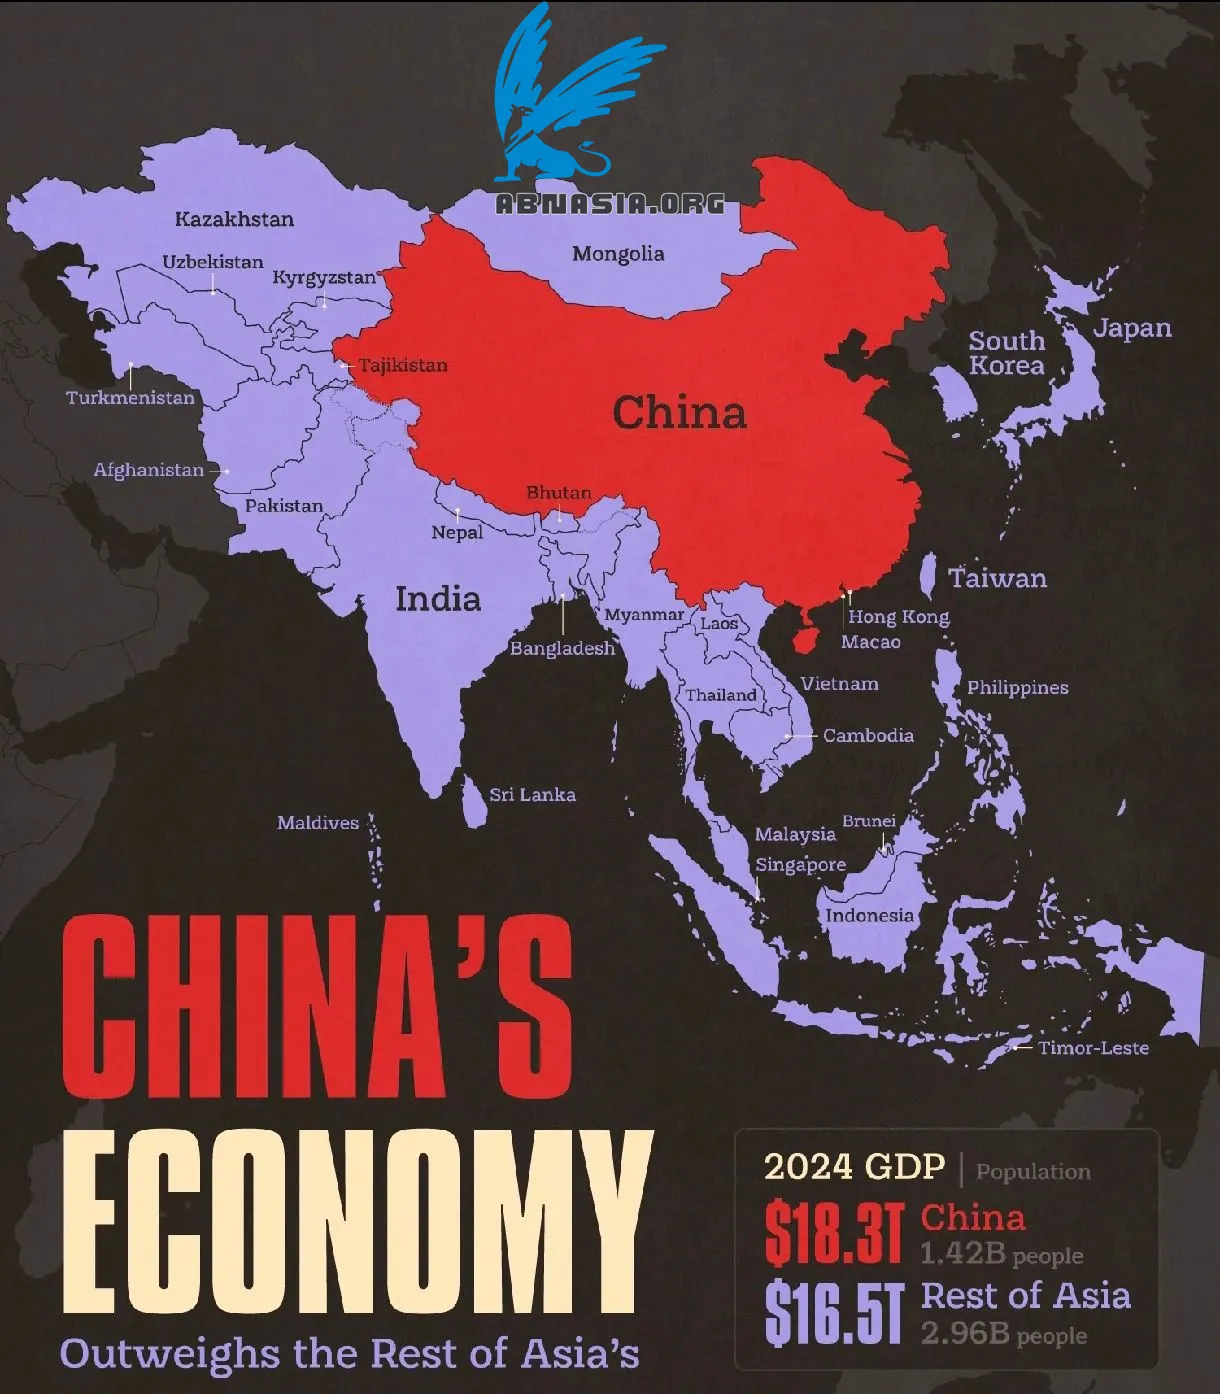 ABNASIA.ORG
Kazakhstan
Mongolia
Uzbekistan
Kyrgyzstan
Japan
South
Korea
Tajikistan
Turkmenistan
China
Afghanistan
Pakistan
Bhutan
Nepal
India
Taiwan
Myanmar
Laos
Hong Kong
Macao
Bangladesh
Vietnam
Philippines
Thailand
Cambodia
Sri Lanka
Maldives
Malaysia
Brunei
Singapore
Indonesia
Timor-Leste
CHINA'S
ECONOMY
Outweighs the Rest of Asia's
2024 GDP | Population
$18.3T China
1.42B people
$16.5T Rest of Asia
2.96B people